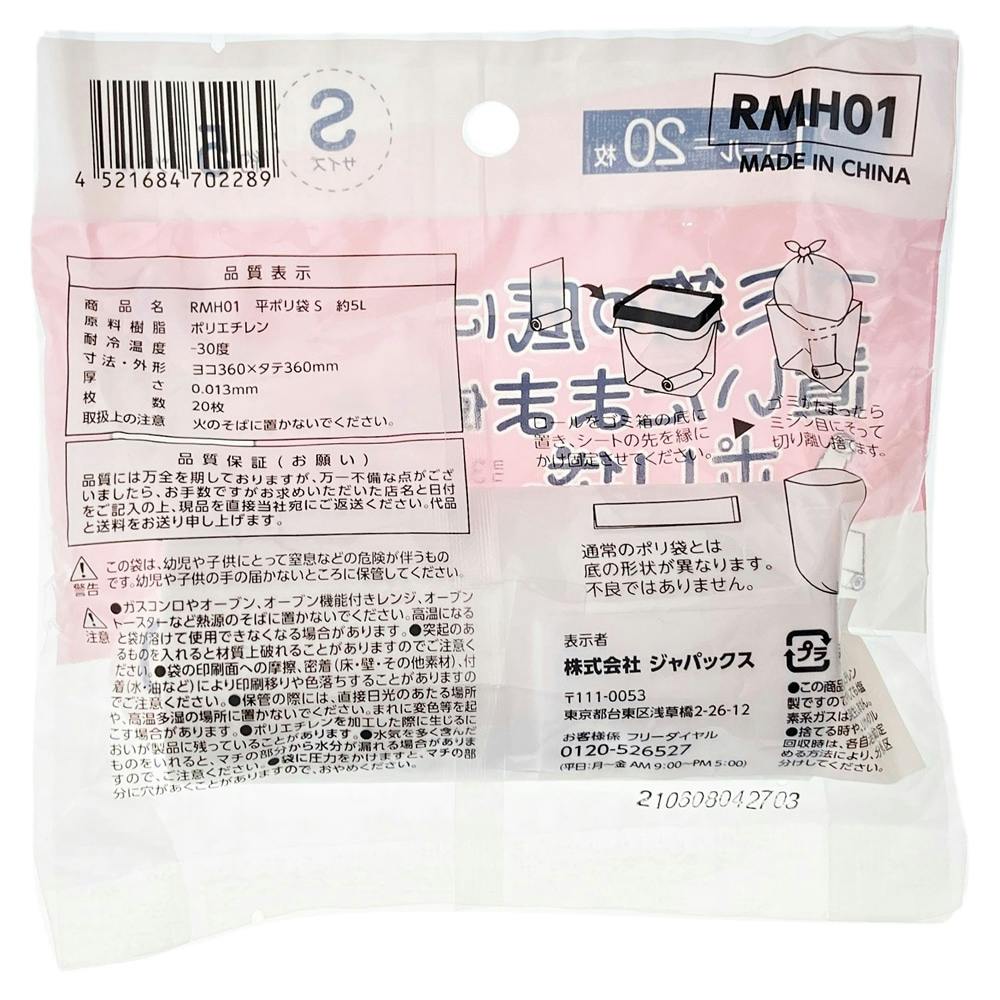 4 521684 702289
S
サイズ
20枚
RMH01
MADE IN CHINA
品質表示
商品名 RMH01 平ポリ袋 S 約5L
原料樹脂 ポリエチレン
耐冷温度 -30度
寸法・外形 ヨコ360×タテ360mm
厚さ 0.013mm
枚数 20枚
取扱上の注意 火のそばに置かないでください。
品質保証(お願い)
品質には万全を期しておりますが、万一不備な点がござ
いましたら、お手数ですがお求めいただいた店名と日付
をご記入の上、現品を直接当社宛にご返送ください。代品
と送料をお送り申し上げます。
警告
この袋は、幼児や子供にとって窒息などの危険が伴うもの
です。幼児や子供の手の届かないところに保管してください。
注意
●ガスコンロやオーブン、オーブン機能付きレンジ、オーブン
トースターなど熱源のそばに置かないでください。高温になる
と袋が溶けて使用できなくなる場合があります。●突起のあ
るものを入れると材質上破れることがありますのでご注意く
ださい。●袋の印刷面への摩擦、密着(床・壁・その他素材)、付
着(水・油など)により印刷移りや色落ちすることがありますの
でご注意ください。●保管の際には、直接日光のあたる場所
や、高温多湿の場所に置かないでください。まれに変色等を起
こす場合があります。●ポリエチレンを加工した際に生じるに
おいが製品に残っていることがあります。●水気を多く含んだ
ものをいれると、マチの部分から水分が漏れる場合がありま
すので、ご注意ください。●袋に圧力をかけますと、マチの部
分に穴があくことがありますので、おやめください。
ロールをゴミ箱の底に
置き、シートの先を縁に
かけ固定させてください。
ゴミがたまったら
ミシン目にそって
切り離し捨てます。
通常のポリ袋とは
底の形状が異なります。
不良ではありません。
表示者
株式会社 ジャパックス
〒111-0053
東京都台東区浅草橋2-26-12
お客様係 フリーダイヤル
0120-526527
(平日:月〜金 AM 9:00〜PM 5:00)
プラ
●この商品
製ですので
素系ガスは
●捨てる時や
回収時は、各自
める方法により、
分けしてください。
210608042703